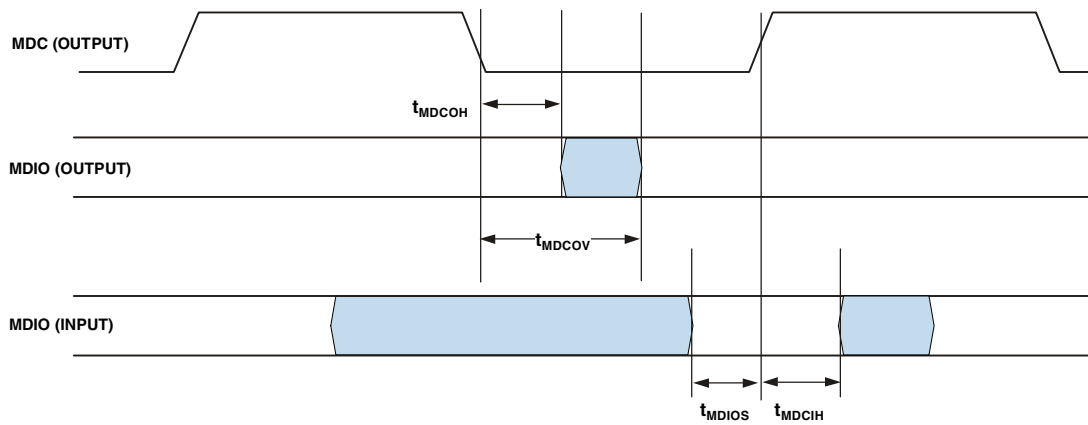 MDC (OUTPUT)
tMDCOH
MDIO (OUTPUT)
tMDCOV
MDIO (INPUT)
tMDIOS
tMDCIH